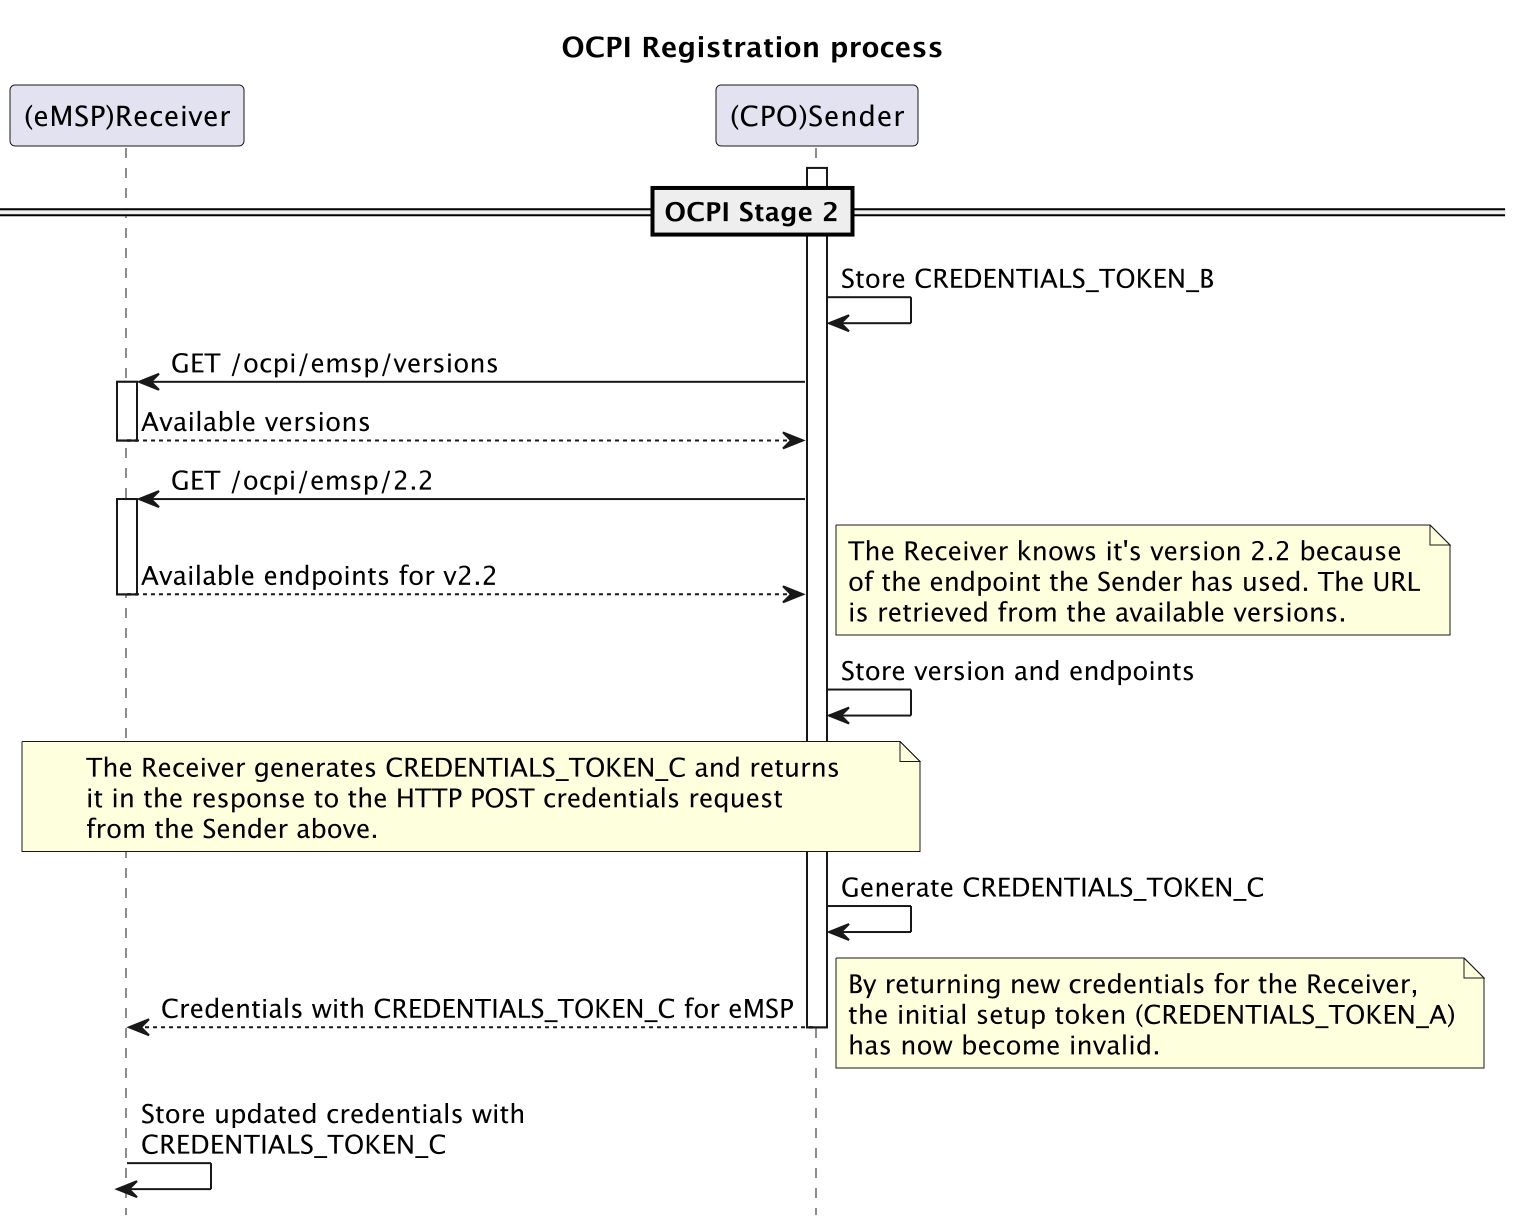 OCPI Registration process
(eMSP)Receiver
(CPO)Sender
OCPI Stage 2
Store CREDENTIALS_TOKEN_B
GET /ocpi/emsp/versions
Available versions
GET /ocpi/emsp/2.2
The Receiver knows it's version 2.2 because
of the endpoint the Sender has used. The URL
is retrieved from the available versions.
Available endpoints for v2.2
Store version and endpoints
The Receiver generates CREDENTIALS_TOKEN_C and returns
it in the response to the HTTP POST credentials request
from the Sender above.
Generate CREDENTIALS_TOKEN_C
By returning new credentials for the Receiver,
the initial setup token (CREDENTIALS_TOKEN_A)
has now become invalid.
Credentials with CREDENTIALS_TOKEN_C for eMSP
Store updated credentials with
CREDENTIALS_TOKEN_C